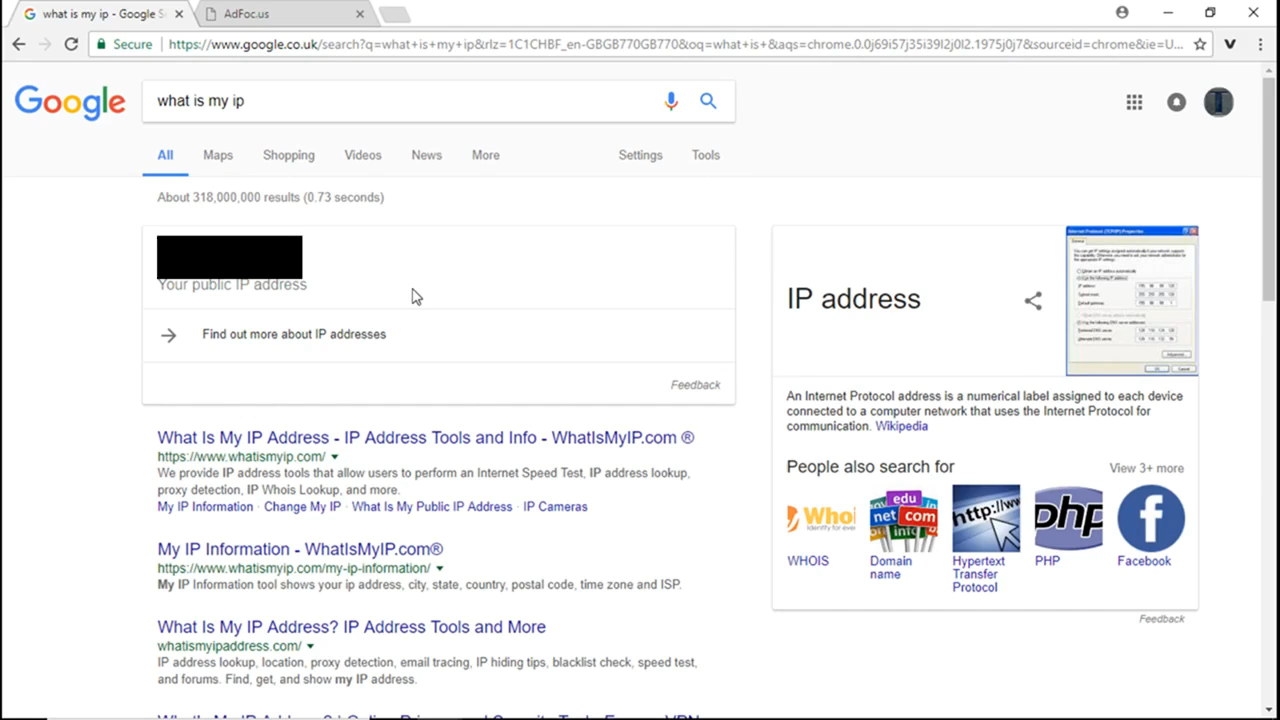 what is my ip - Google S
AdFoc.us
Secure
https://www.google.co.uk/search?q=what+is+my+ip&rlz=1C1CHBF_en-GBGB770GB770&oq=what+is+&aqs=chrome.0.0j69i57j35i39l2j0l2.1975j0j7&sourceid=chrome&ie=U...
Google
what is my ip
All Maps Shopping Videos News More Settings Tools
About 318,000,000 results (0.73 seconds)
Your public IP address
Find out more about IP addresses
Feedback
What Is My IP Address - IP Address Tools and Info - WhatIsMyIP.com ®
https://www.whatismyip.com/
We provide IP address tools that allow users to perform an Internet Speed Test, IP address lookup,
proxy detection, IP Whois Lookup, and more.
My IP Information · Change My IP · What Is My Public IP Address · IP Cameras
My IP Information - WhatIsMyIP.com®
https://www.whatismyip.com/my-ip-information/
My IP Information tool shows your ip address, city, state, country, postal code, time zone and ISP.
What Is My IP Address? IP Address Tools and More
whatismyipaddress.com/
IP address lookup, location, proxy detection, email tracing, IP hiding tips, blacklist check, speed test,
and forums. Find, get, and show my ip address.
IP address
An Internet Protocol address is a numerical label assigned to each device
connected to a computer network that uses the Internet Protocol for
communication. Wikipedia
People also search for
View 3+ more
Who
edu
net
com
info
http://w
php
WHOIS
Domain
name
Hypertext
Transfer
Protocol
PHP
Facebook
Feedback